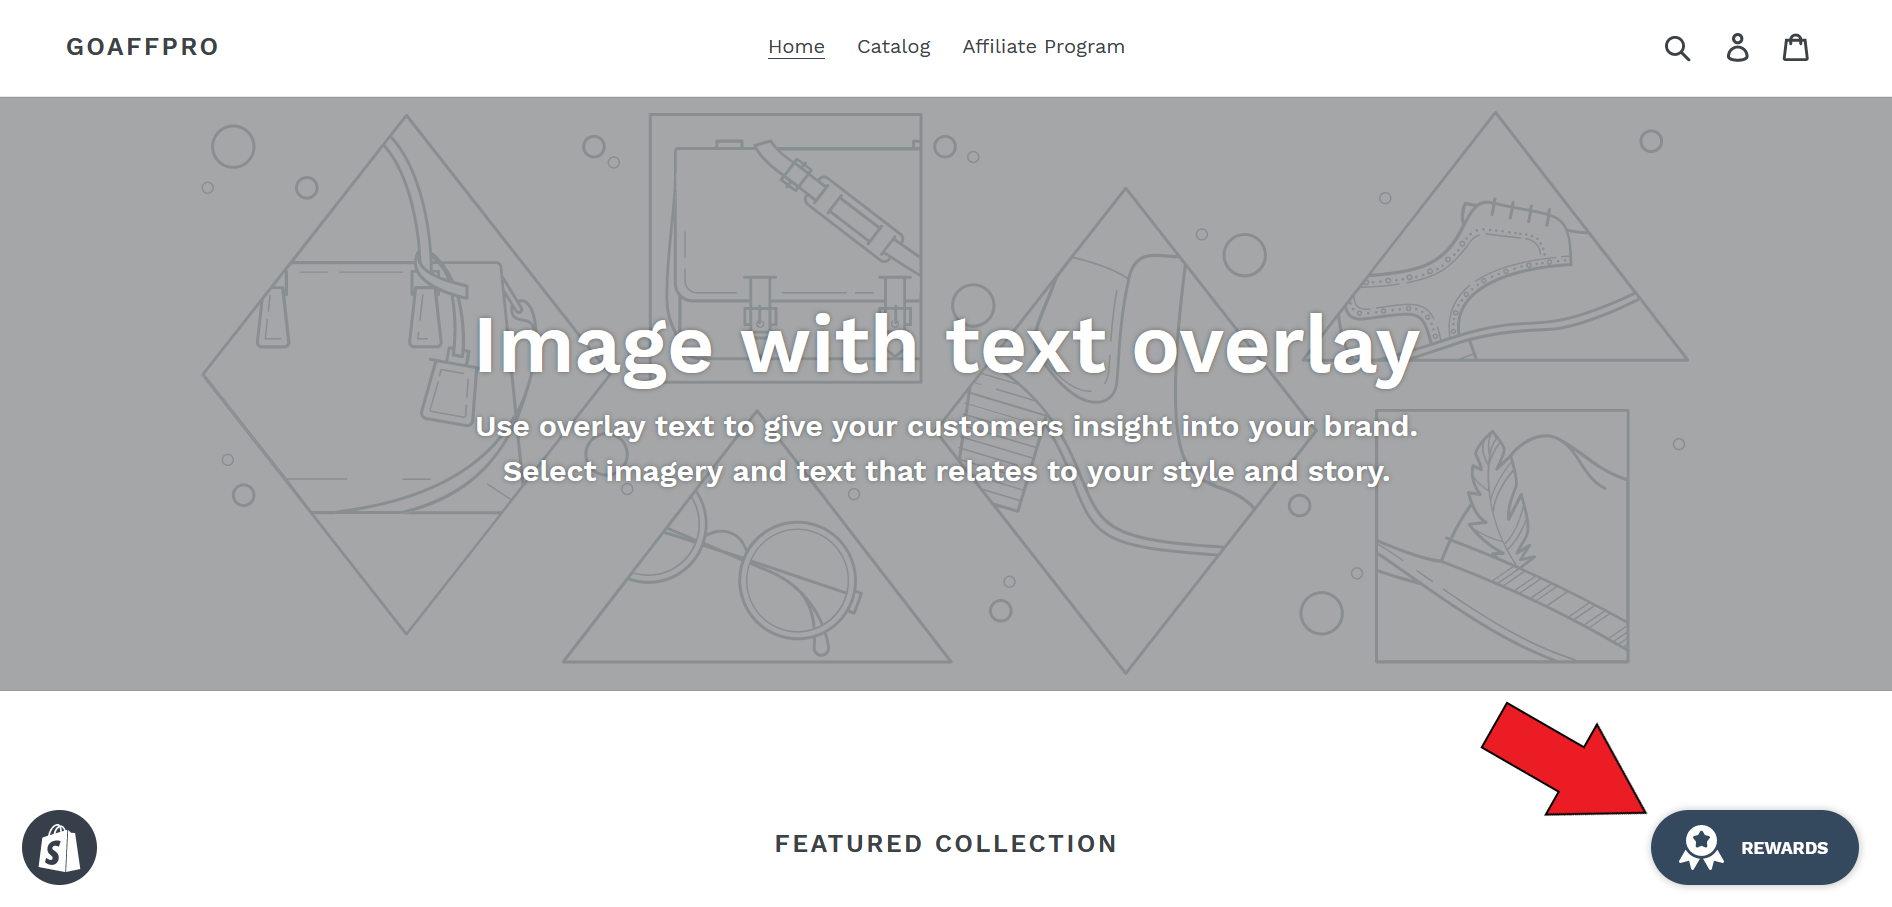 GOAFFPRO
Home Catalog Affiliate Program
Image with text overlay
Use overlay text to give your customers insight into your brand.
Select imagery and text that relates to your style and story.
FEATURED COLLECTION
S
REWARDS